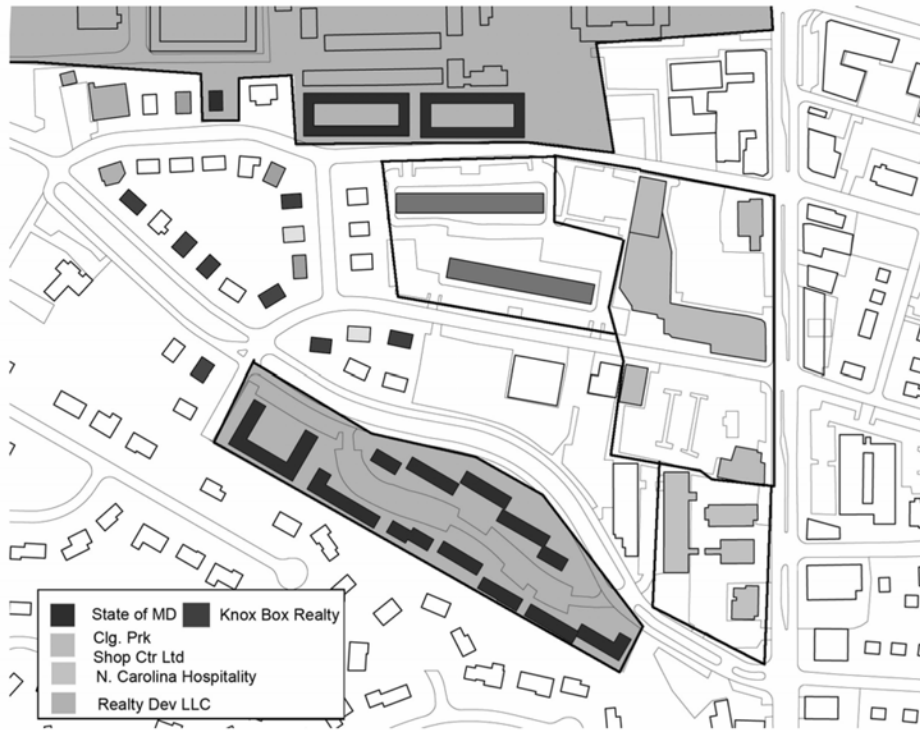 State of MD Knox Box Realty
Clg. Prk
Shop Ctr Ltd
N. Carolina Hospitality
Realty Dev LLC